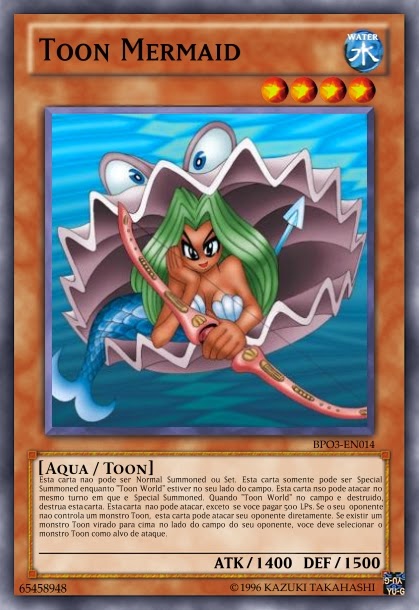 TOON MERMAID
WATER
水
BPO3-EN014
[AQUA / TOON]
Esta carta nao pode ser Normal Summoned ou Set. Esta carta somente pode ser Special
Summoned enquanto "Toon World" estiver no seu lado do campo. Esta carta nso pode atacar no
mesmo turno em que e Special Summoned. Quando "Toon World" no campo e destruido,
destrua esta carta. Esta carta nao pode atacar, exceto se voce pagar 500 LPs. Se o seu oponente
nao controla um monstro Toon, esta carta pode atacar seu oponente diretamente. Se existir um
monstro Toon virado para cima no lado do campo do seu oponente, voce deve selecionar o
monstro Toon como alvo de ataque.
ATK / 1400 DEF / 1500
65458948
© 1996 KAZUKI TAKAHASHI
YU-G